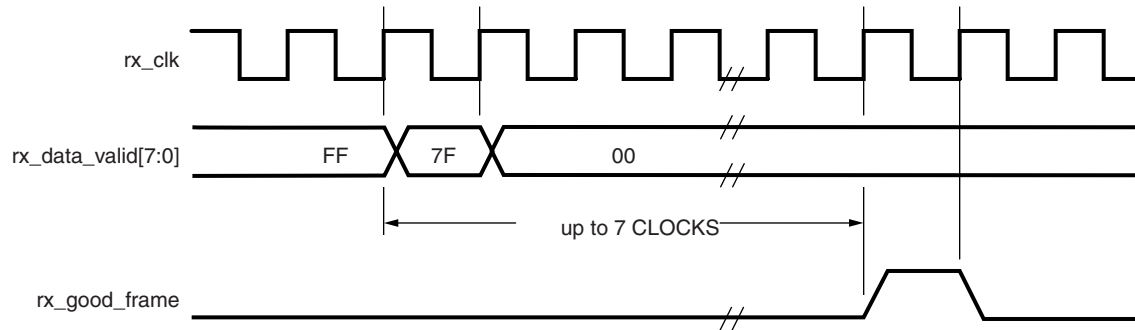 rx_clk
rx_data_valid[7:0]
FF
7F
00
up to 7 CLOCKS
rx_good_frame